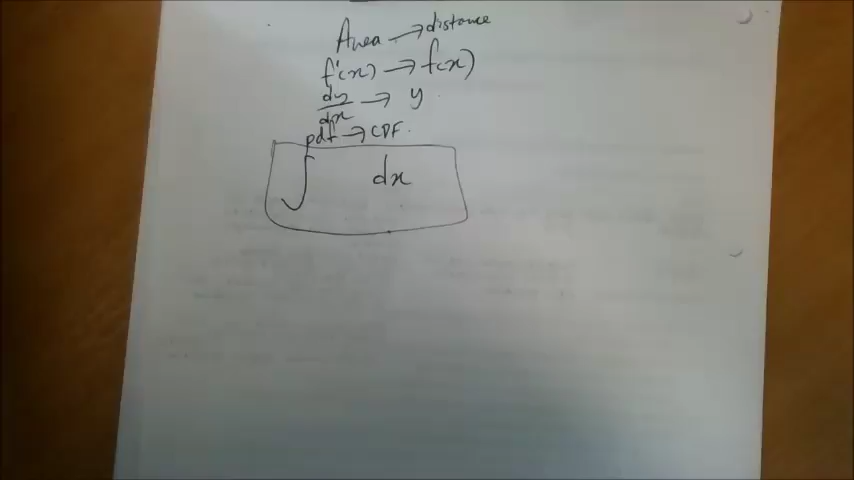 Area → distance
f'(x) → f(x)
dy/dx → y
pdf → CDF.
∫ dx